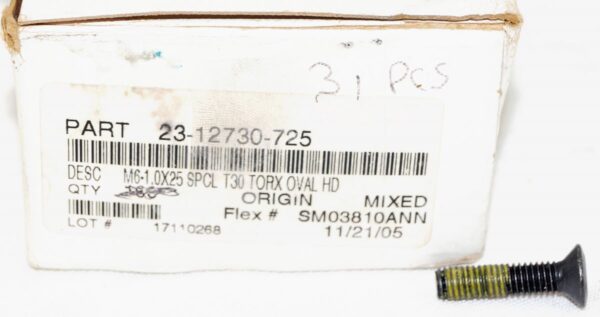 31 PCS
PART 23-12730-725
DESC M6-1.0X25 SPCL T30 TORX OVAL HD
QTY ORIGIN MIXED
Flex # SM03810ANN
LOT # 17110268 11/21/05